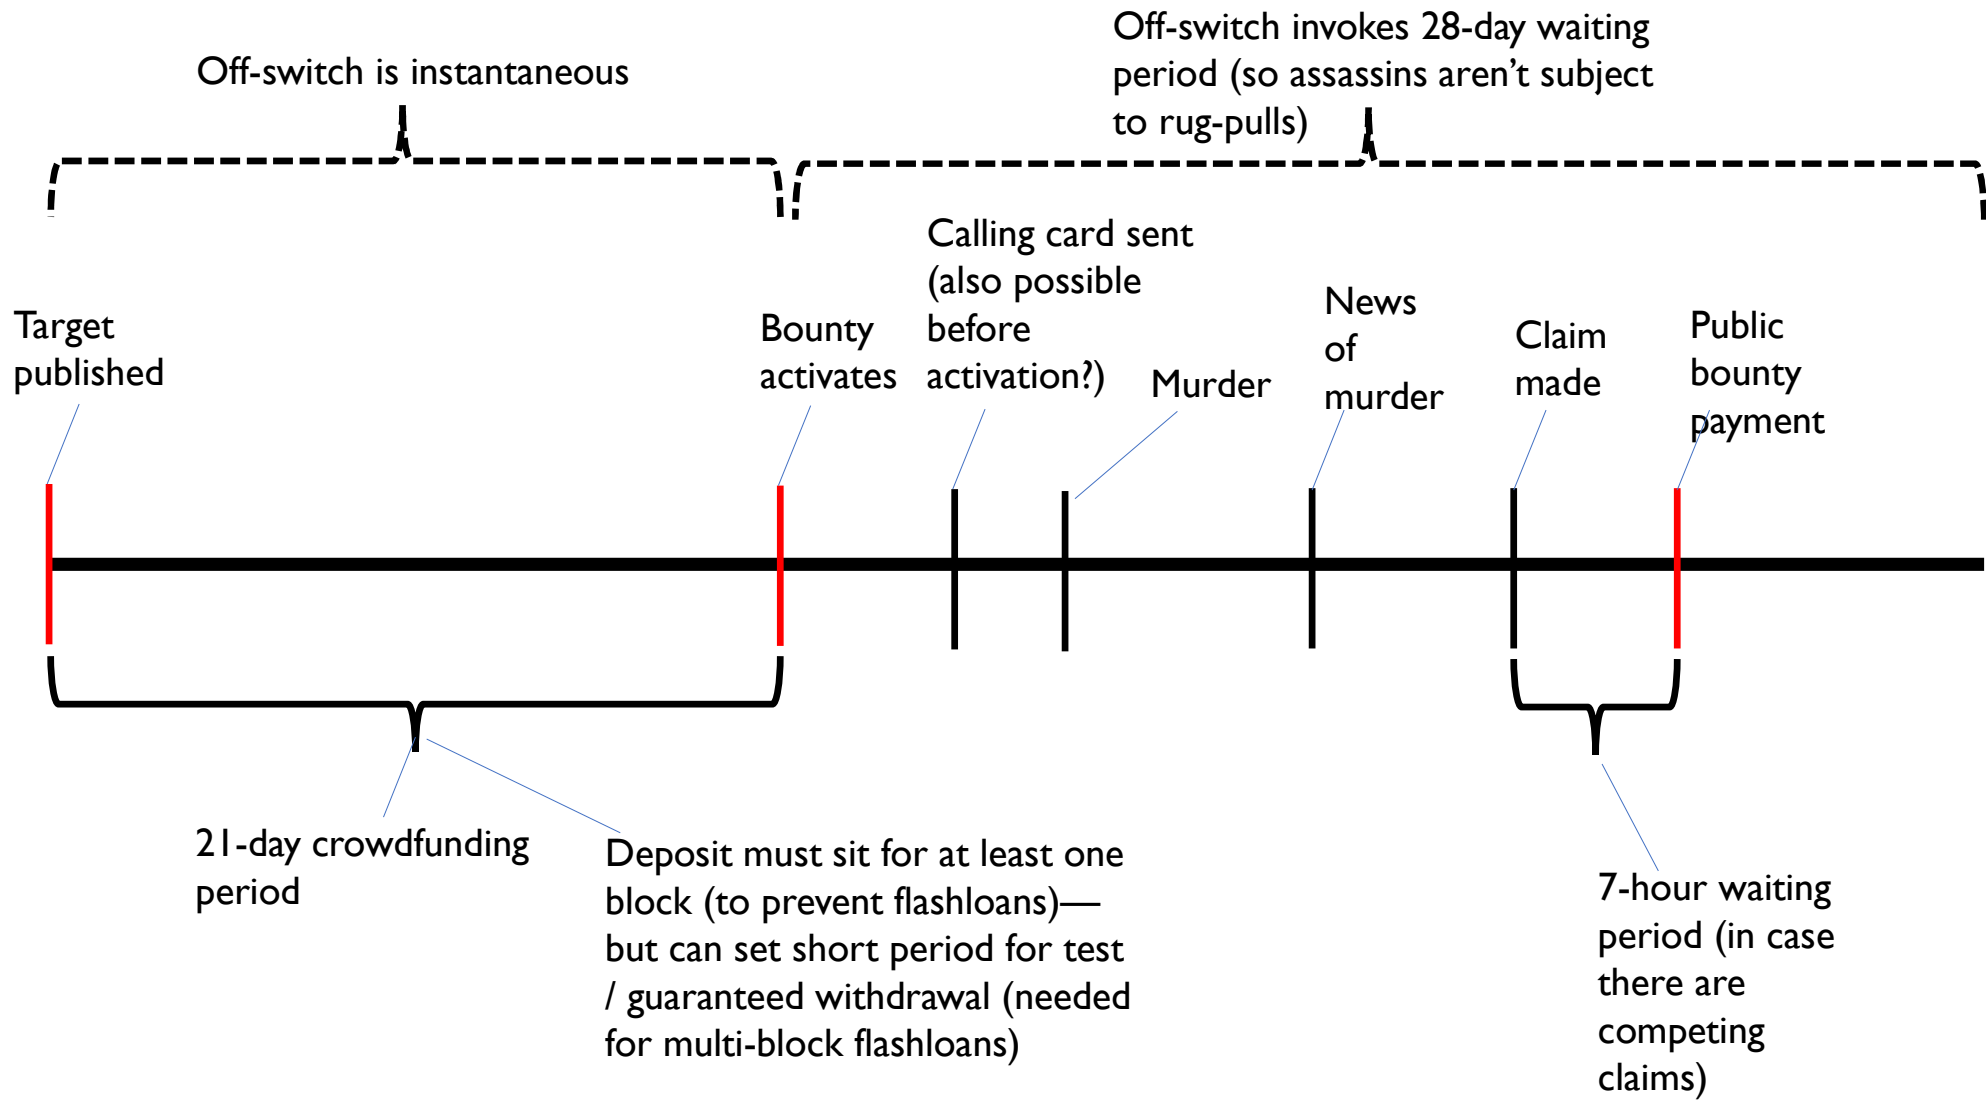 Off-switch is instantaneous
Off-switch invokes 28-day waiting
period (so assassins aren't subject
to rug-pulls)
Target
published
Bounty
activates
Calling card sent
(also possible
before
activation?)
Murder
News
of
murder
Claim
made
Public
bounty
payment
21-day crowdfunding
period
Deposit must sit for at least one
block (to prevent flashloans)—
but can set short period for test
/ guaranteed withdrawal (needed
for multi-block flashloans)
7-hour waiting
period (in case
there are
competing
claims)